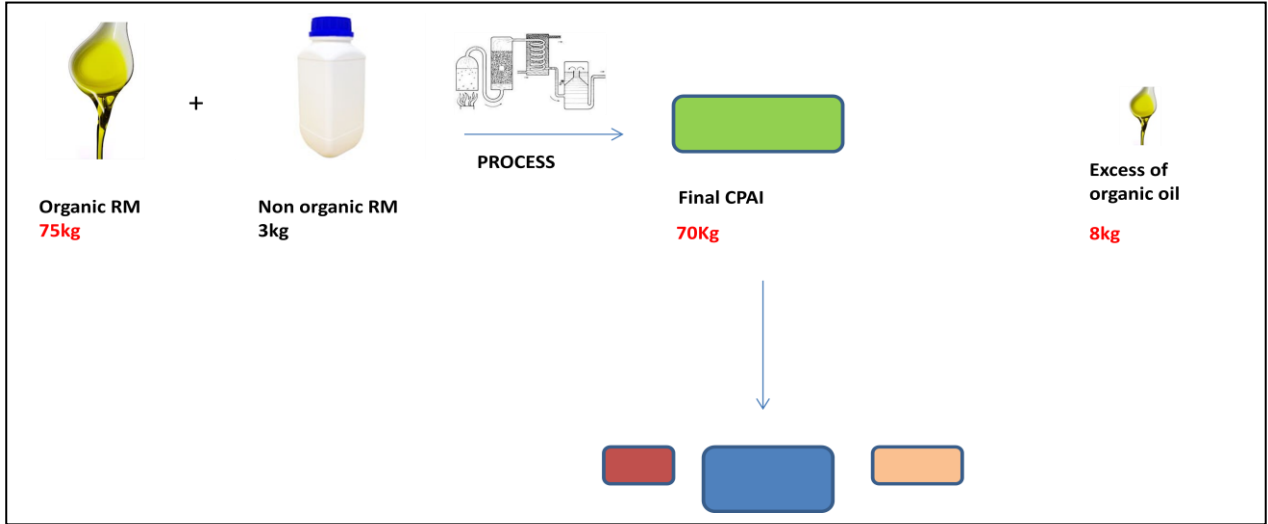 +
PROCESS
Organic RM
75kg
Non organic RM
3kg
Final CPAI
70Kg
Excess of
organic oil
8kg